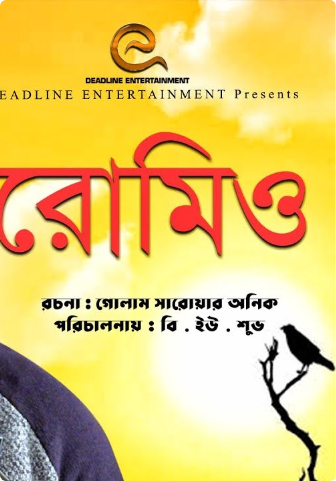 DEADLINE ENTERTAINMENT
EADLINE ENTERTAINMENT Presents
রোমিও
রচনা : গোলাম সারোয়ার অনিক
পরিচালনায় : বি . ইউ . শুভ